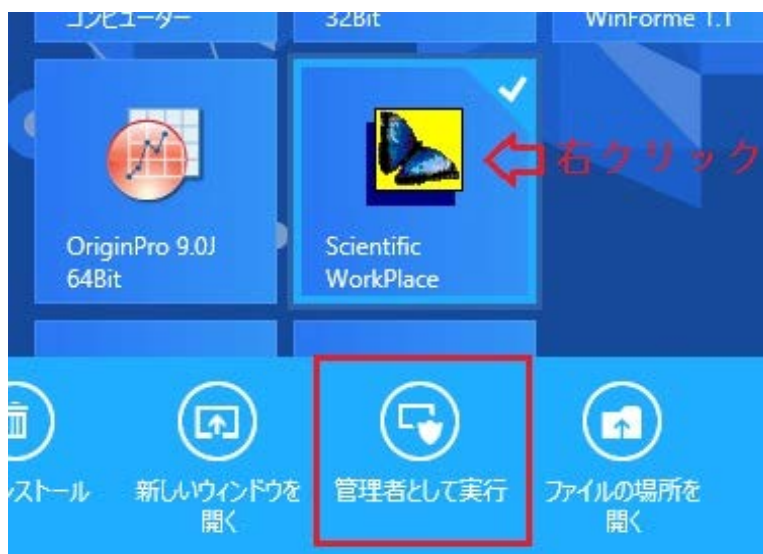 コンピューター
32Bit
WinForme 1.1
右クリック
OriginPro 9.0J
64Bit
Scientific
WorkPlace
ンストール
新しいウィンドウを
開く
管理者として実行
ファイルの場所を
開く